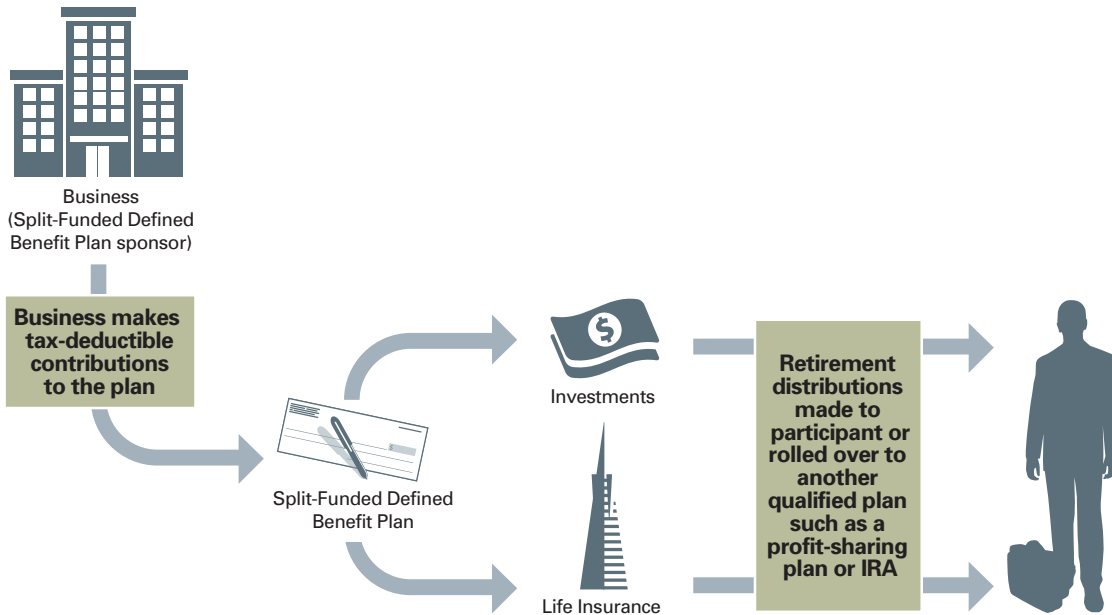 Business
(Split-Funded Defined
Benefit Plan sponsor)
Business makes
tax-deductible
contributions
to the plan
Split-Funded Defined
Benefit Plan
$
Investments
Life Insurance
Retirement
distributions
made to
participant or
rolled over to
another
qualified plan
such as a
profit-sharing
plan or IRA